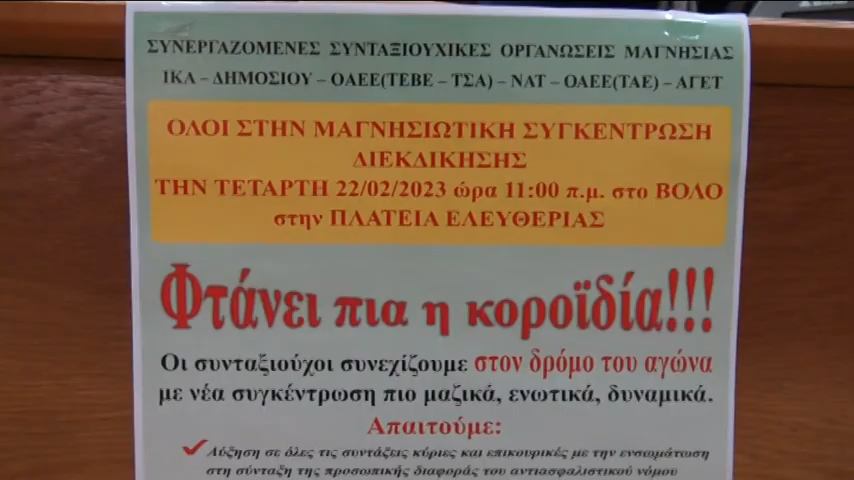 ΣΥΝΕΡΓΑΖΟΜΕΝΕΣ ΣΥΝΤΑΞΙΟΥΧΙΚΕΣ ΟΡΓΑΝΩΣΕΙΣ ΜΑΓΝΗΣΙΑΣ
ΙΚΑ – ΔΗΜΟΣΙΟΥ – ΟΑΕΕ(ΤΕΒΕ – ΤΣΑ) – ΝΑΤ – ΟΑΕΕ(ΤΑΕ) – ΑΓΕΤ
ΟΛΟΙ ΣΤΗΝ ΜΑΓΝΗΣΙΩΤΙΚΗ ΣΥΓΚΕΝΤΡΩΣΗ
ΔΙΕΚΔΙΚΗΣΗΣ
ΤΗΝ ΤΕΤΑΡΤΗ 22/02/2023 ώρα 11:00 π.μ. στο ΒΟΛΟ
στην ΠΛΑΤΕΙΑ ΕΛΕΥΘΕΡΙΑΣ
Φτάνει πια η κοροϊδία!!!
Οι συνταξιούχοι συνεχίζουμε στον δρόμο του αγώνα
με νέα συγκέντρωση πιο μαζικά, ενωτικά, δυναμικά.
Απαιτούμε:
✓ Αύξηση σε όλες τις συντάξεις κύριες και επικουρικές με την ενσωμάτωση
στη σύνταξη της προσωπικής διαφοράς του αντιασφαλιστικού νόμου